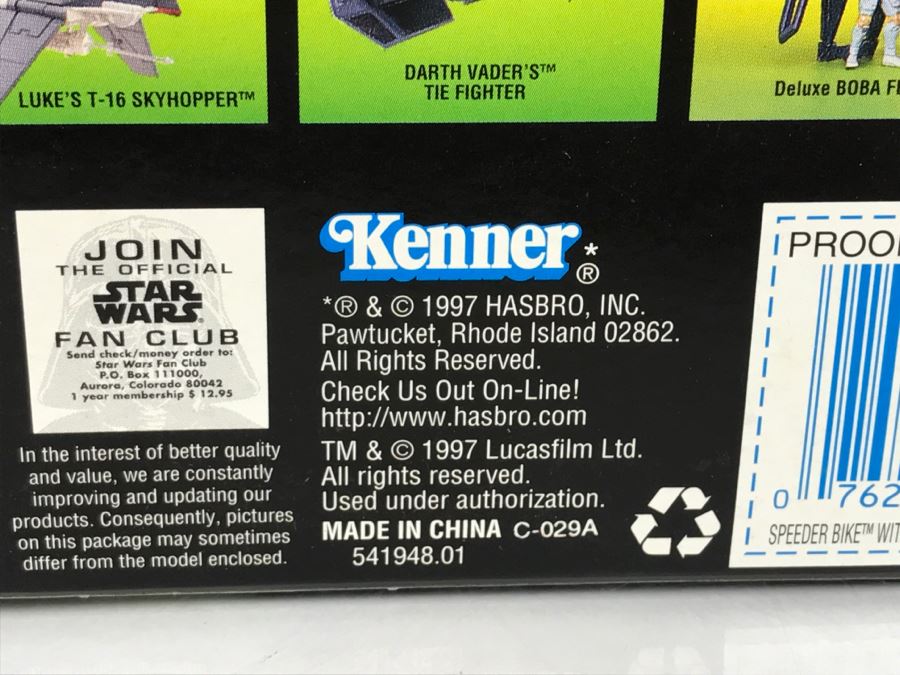 LUKE'S T-16 SKYHOPPER™
DARTH VADER'S™
TIE FIGHTER
Deluxe BOBA
JOIN
THE OFFICIAL
STAR
WARS®
FAN CLUB
Send check/money order to:
Star Wars Fan Club
P.O. Box 111000,
Aurora, Colorado 80042
1 year membership $ 12.95
In the interest of better quality
and value, we are constantly
improving and updating our
products. Consequently, pictures
on this package may sometimes
differ from the model enclosed.
Kenner*®
*® & © 1997 HASBRO, INC.
Pawtucket, Rhode Island 02862.
All Rights Reserved.
Check Us Out On-Line!
http://www.hasbro.com
TM & © 1997 Lucasfilm Ltd.
All rights reserved.
Used under authorization.
MADE IN CHINA C-029A
541948.01
PROO
0 762
SPEEDER BIKE™ WIT